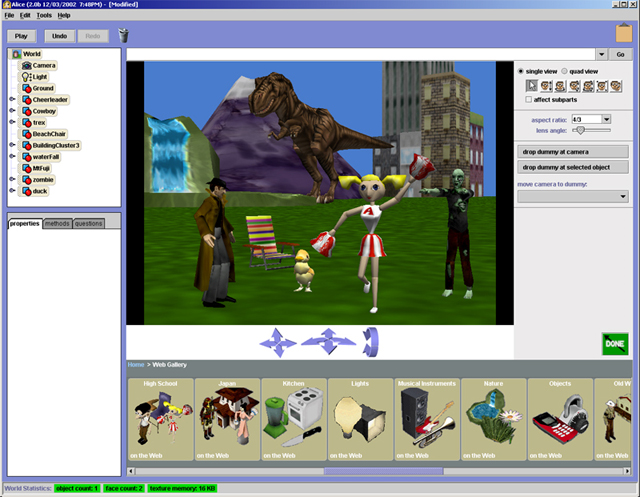 Alice (2.0b 12/03/2002 7:48PM) - [Modified]
File Edit Tools Help
Play Undo Redo
World
Camera
Light
Ground
Cheerleader
Cowboy
trex
BeachChair
BuildingCluster3
waterFall
MtFuji
zombie
duck
properties methods questions
Go
single view quad view
affect subparts
aspect ratio: 4/3
lens angle:
drop dummy at camera
drop dummy at selected object
move camera to dummy:
A
DONE
Home > Web Gallery
High School Japan Kitchen Lights Musical Instruments Nature Objects Old W
on the Web on the Web on the Web on the Web on the Web on the Web on the Web on the
World Statistics: object count: 1 face count: 2 texture memory: 16 KB